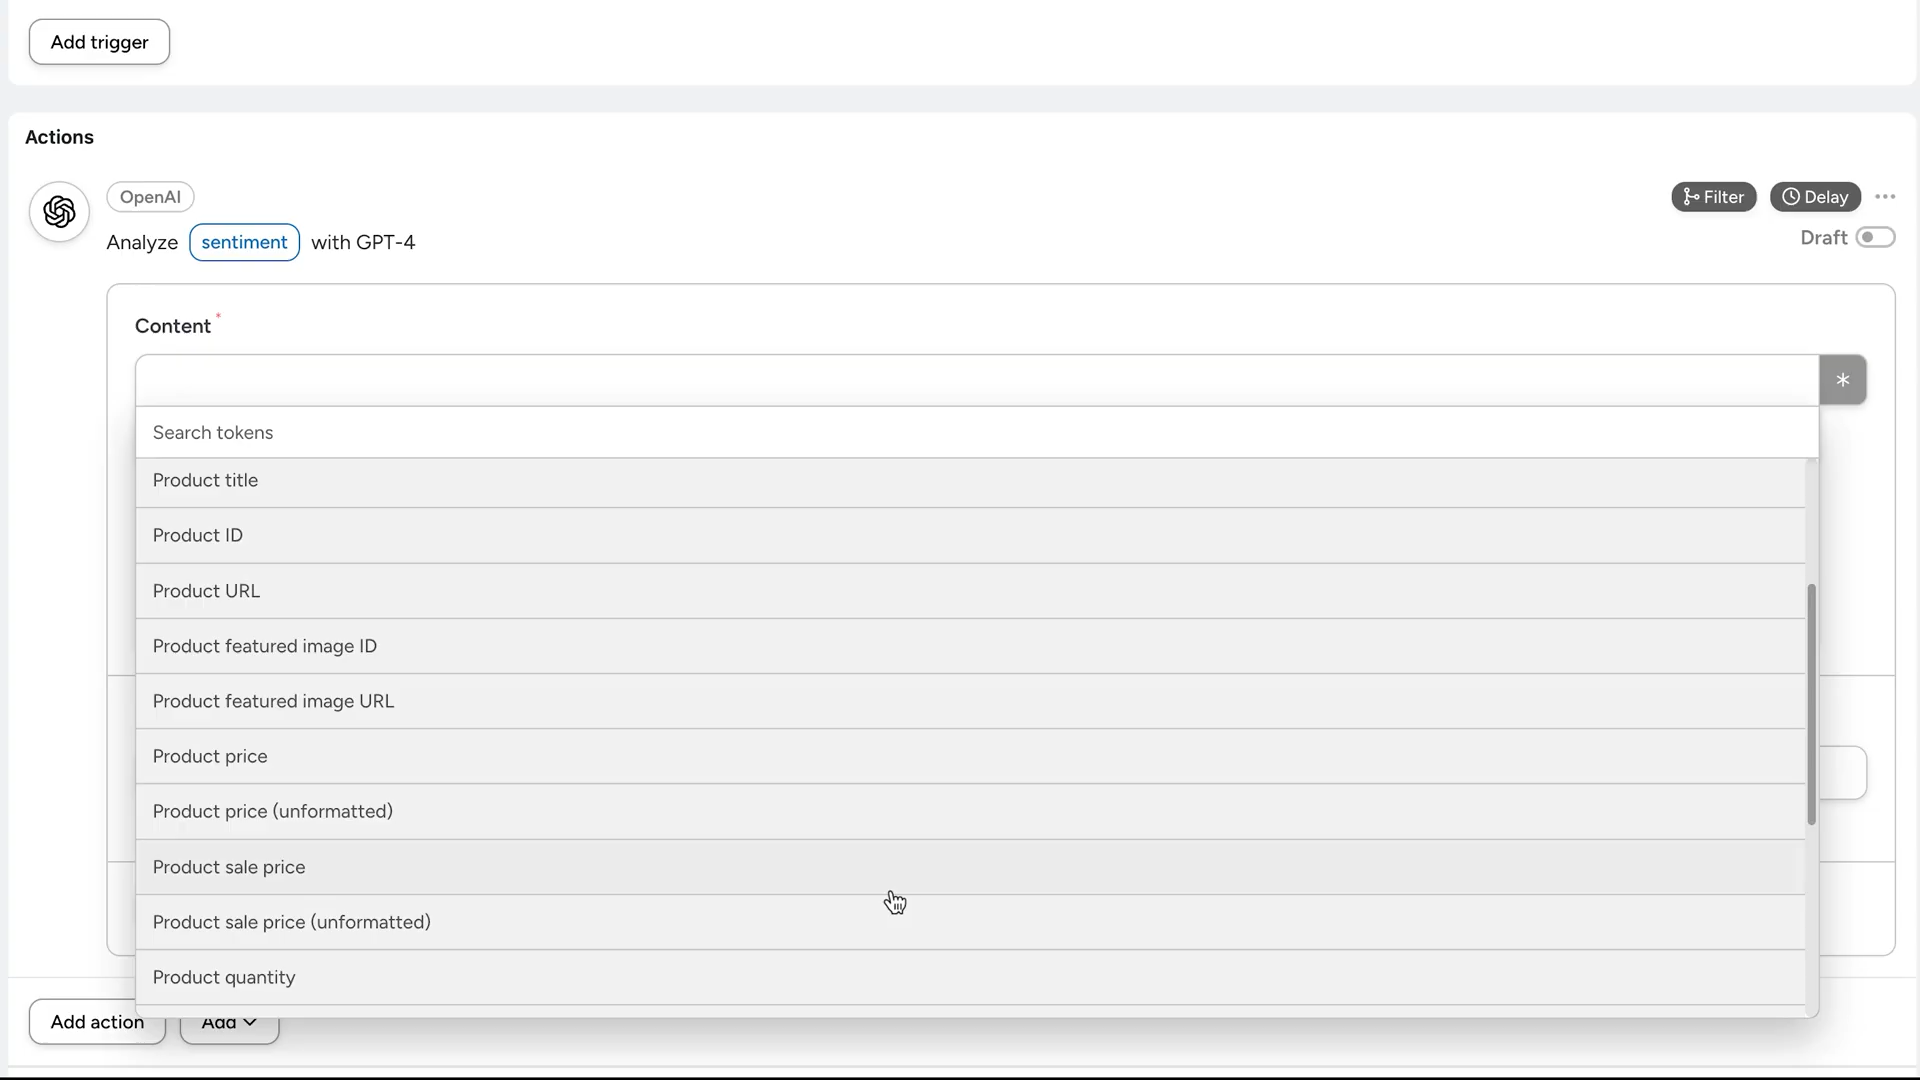 Add trigger
Actions
OpenAI
Filter
Delay
Analyze sentiment with GPT-4
Draft
Content *
*
Search tokens
Product title
Product ID
Product URL
Product featured image ID
Product featured image URL
Product price
Product price (unformatted)
Product sale price
Product sale price (unformatted)
Product quantity
Add action
Add